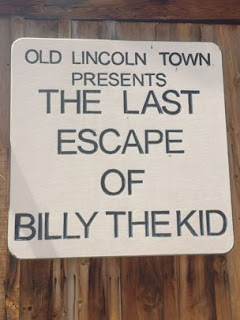 OLD LINCOLN TOWN
PRESENTS
THE LAST
ESCAPE
OF
BILLY THE KID